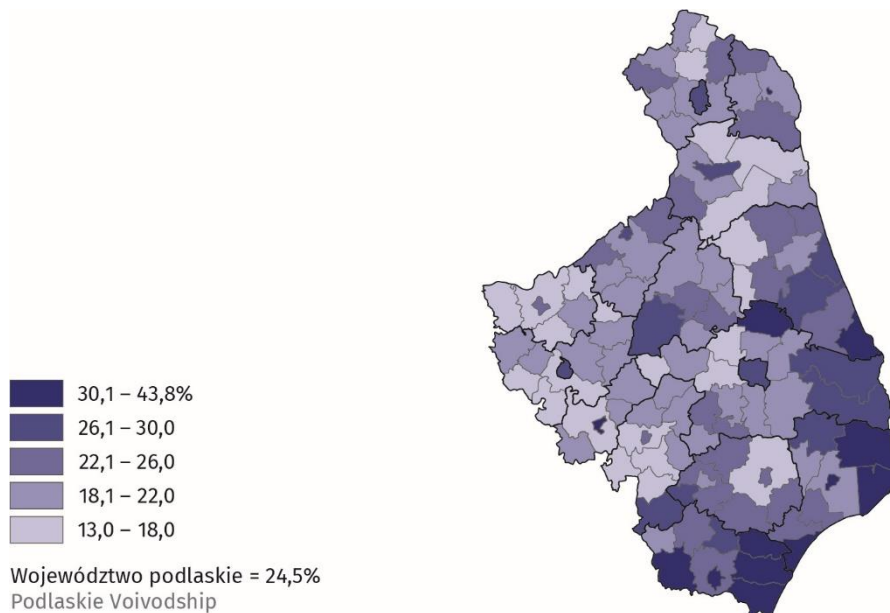 30,1 – 43,8%
26,1 – 30,0
22,1 – 26,0
18,1 – 22,0
13,0 – 18,0
Województwo podlaskie = 24,5%
Podlaskie Voivodship